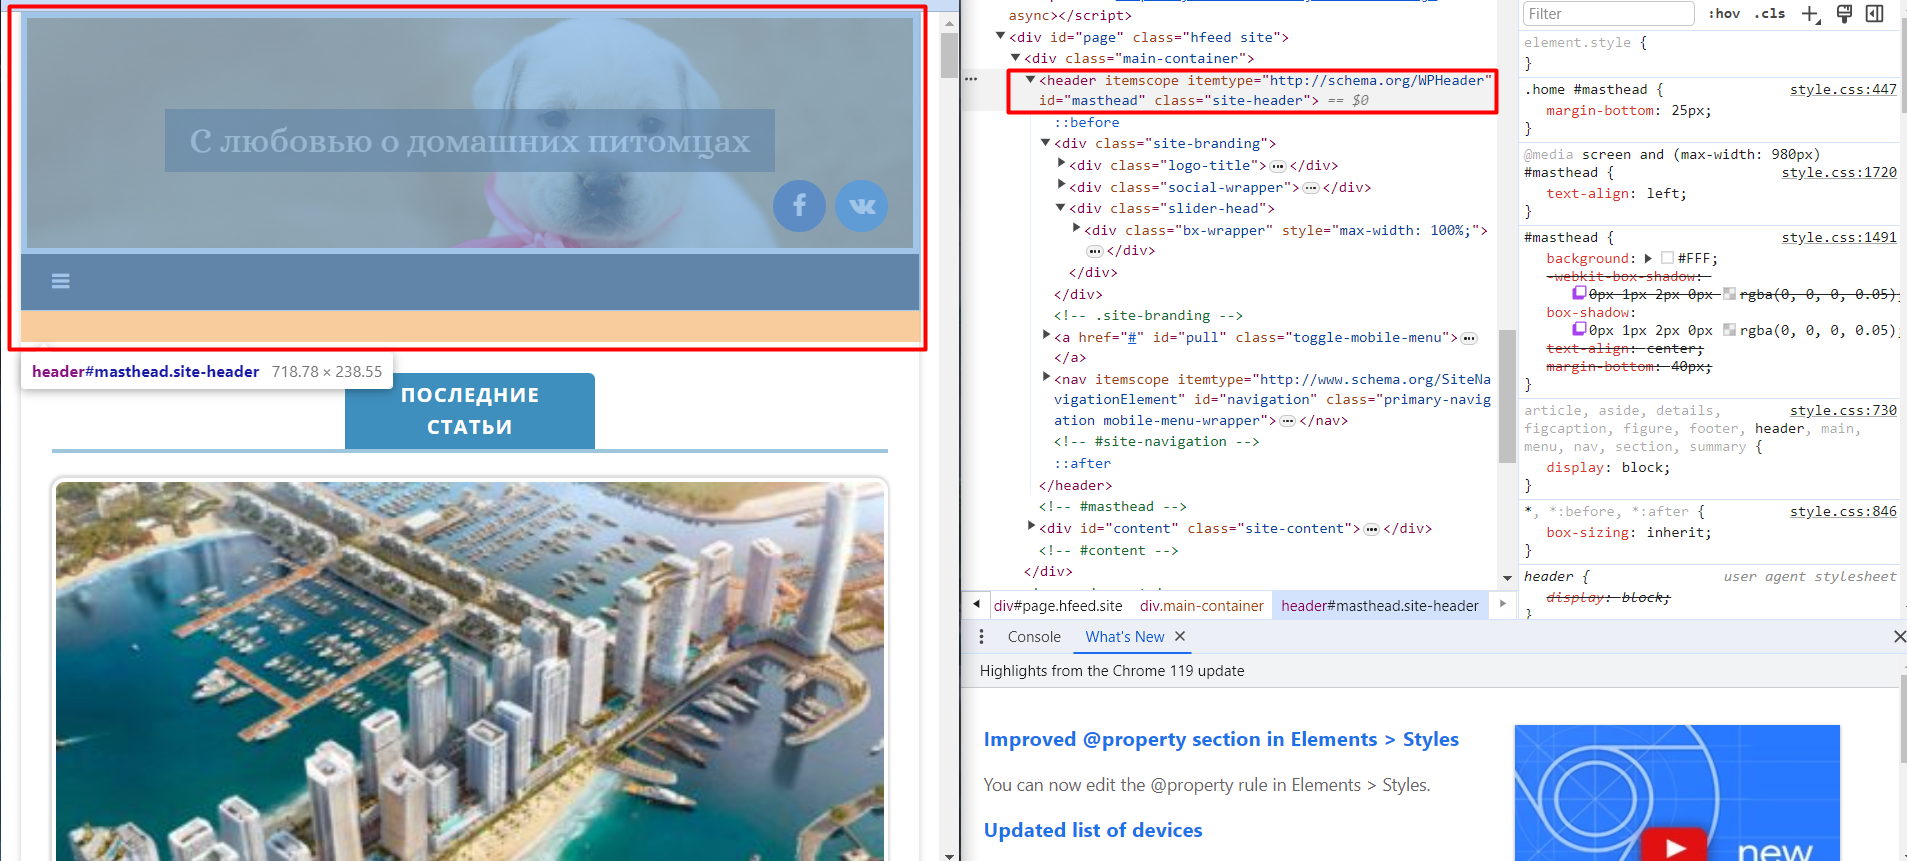 С любовью о домашних питомцах
header#masthead.site-header 718.78 × 238.55
ПОСЛЕДНИЕ
СТАТЬИ
async></script>
<div id="page" class="hfeed site">
<div class="main-container">
<header itemscope itemtype="http://schema.org/WPHeader"
id="masthead" class="site-header"> == $0
::before
<div class="site-branding">
<div class="logo-title"> ••• </div>
<div class="social-wrapper"> ••• </div>
<div class="slider-head">
<div class="bx-wrapper" style="max-width: 100%;">
••• </div>
</div>
</div>
<!-- .site-branding -->
<a href="#" id="pull" class="toggle-mobile-menu"> •••
</a>
<nav itemscope itemtype="http://www.schema.org/SiteNa
vigationElement" id="navigation" class="primary-navig
ation mobile-menu-wrapper"> ••• </nav>
<!-- #site-navigation -->
::after
</header>
<!-- #masthead -->
<div id="content" class="site-content"> ••• </div>
<!-- #content -->
</div>
div#page.hfeed.site div.main-container header#masthead.site-header
Filter :hov .cls
element.style {
}
.home #masthead { style.css:447
margin-bottom: 25px;
}
@media screen and (max-width: 980px)
#masthead { style.css:1720
text-align: left;
}
#masthead { style.css:1491
background: #FFF;
-webkit-box-shadow:
0px 1px 2px 0px rgba(0, 0, 0, 0.05);
box-shadow:
0px 1px 2px 0px rgba(0, 0, 0, 0.05);
text-align: center;
margin-bottom: 40px;
}
article, aside, details, style.css:730
figcaption, figure, footer, header, main,
menu, nav, section, summary {
display: block;
}
*, *:before, *:after { style.css:846
box-sizing: inherit;
}
header { user agent stylesheet
display: block;
}
Console What's New
Highlights from the Chrome 119 update
Improved @property section in Elements > Styles
You can now edit the @property rule in Elements > Styles.
Updated list of devices
new